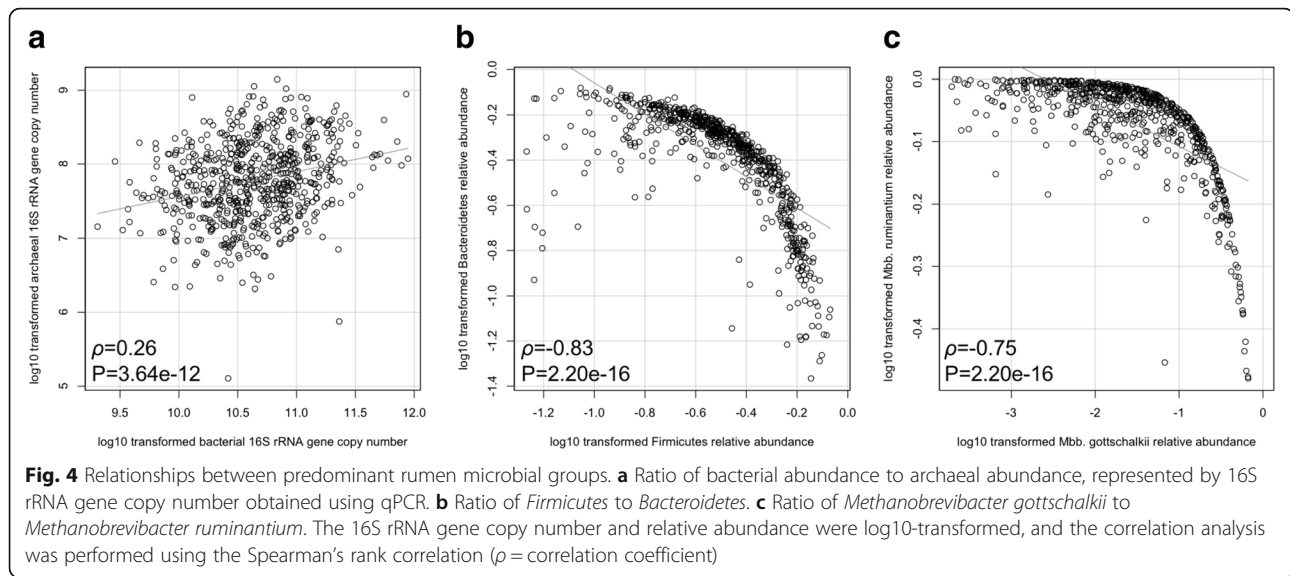 a
log10 transformed archaeal 16S rRNA gene copy number
9
8
7
6
5
ρ=0.26
P=3.64e-12
9.5 10.0 10.5 11.0 11.5 12.0
log10 transformed bacterial 16S rRNA gene copy number
b
log10 transformed Bacteroidetes relative abundance
0.0
-0.2
-0.4
-0.6
-0.8
-1.0
-1.2
-1.4
ρ=-0.83
P=2.20e-16
-1.2 -1.0 -0.8 -0.6 -0.4 -0.2 0.0
log10 transformed Firmicutes relative abundance
c
log10 transformed Mbb. ruminantium relative abundance
0.0
-0.1
-0.2
-0.3
-0.4
ρ=-0.75
P=2.20e-16
-3 -2 -1 0
log10 transformed Mbb. gottschalkii relative abundance
Fig. 4 Relationships between predominant rumen microbial groups. a Ratio of bacterial abundance to archaeal abundance, represented by 16S
rRNA gene copy number obtained using qPCR. b Ratio of Firmicutes to Bacteroidetes. c Ratio of Methanobrevibacter gottschalkii to
Methanobrevibacter ruminantium. The 16S rRNA gene copy number and relative abundance were log10-transformed, and the correlation analysis
was performed using the Spearman's rank correlation (ρ = correlation coefficient)